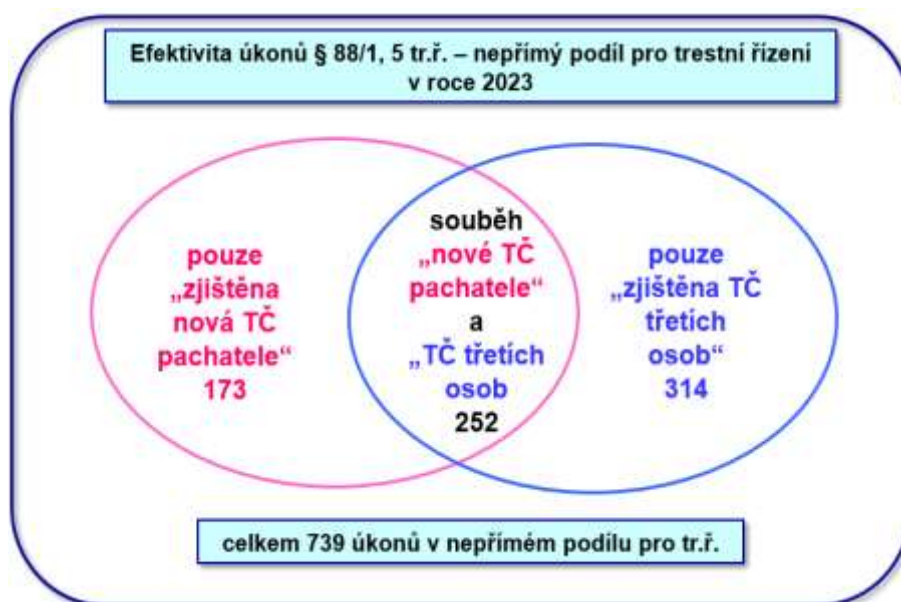 Efektivita úkonů § 88/1, 5 tr.ř. – nepřímý podíl pro trestní řízení
v roce 2023
pouze
„zjištěna
nová TČ
pachatele“
173
souběh
„nové TČ
pachatele“
a
„TČ třetích
osob
252
pouze
„zjištěna TČ
třetích
osob“
314
celkem 739 úkonů v nepřímém podílu pro tr.ř.